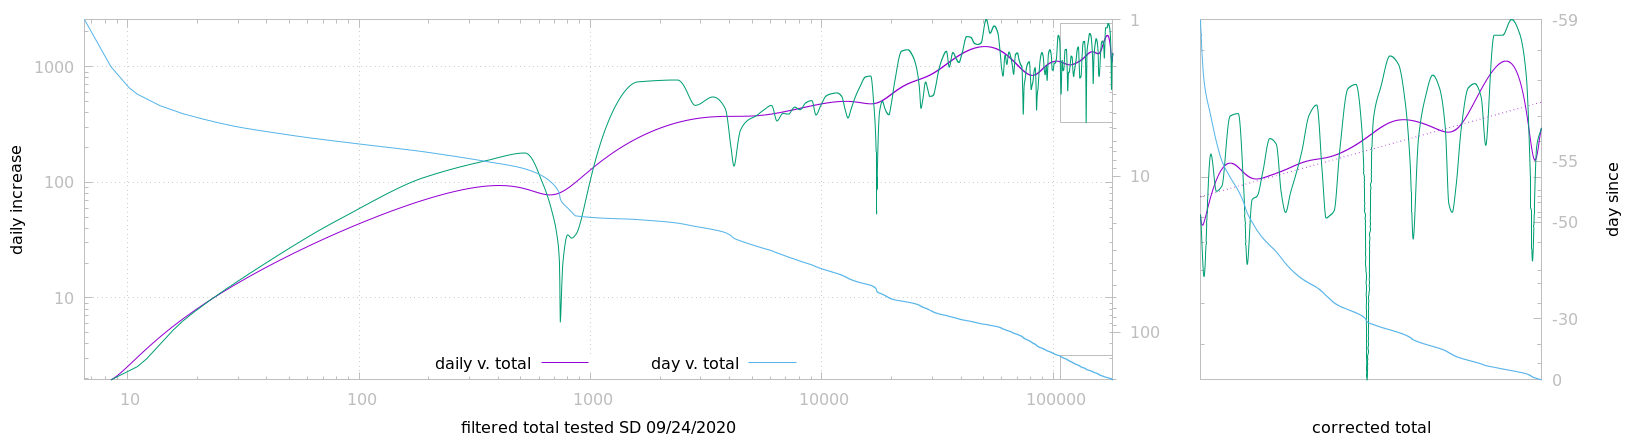 1000
100
10
daily increase
daily v. total
day v. total
10
100
1000
10000
100000
filtered total tested SD 09/24/2020
1
10
100
-59
-55
-50
-30
0
day since
corrected total